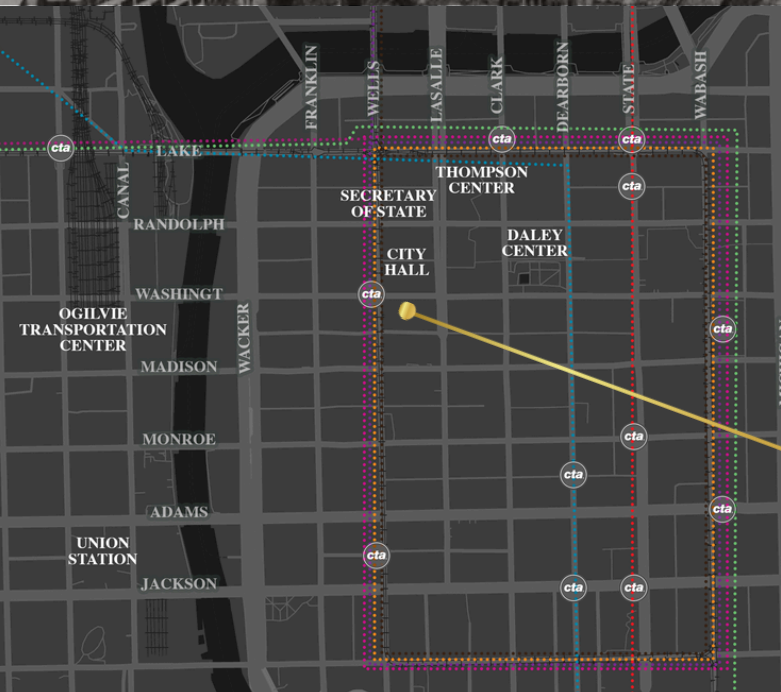 FRANKLIN
WELLS
LASALLE
CLARK
DEARBORN
STATE
WABASH
cta
cta
cta
LAKE
THOMPSON
CENTER
cta
CANAL
SECRETARY
OF STATE
RANDOLPH
DALEY
CENTER
CITY
HALL
WASHINGT
cta
OGILVIE
TRANSPORTATION
CENTER
WACKER
cta
MADISON
MONROE
cta
cta
ADAMS
cta
UNION
STATION
cta
JACKSON
cta
cta